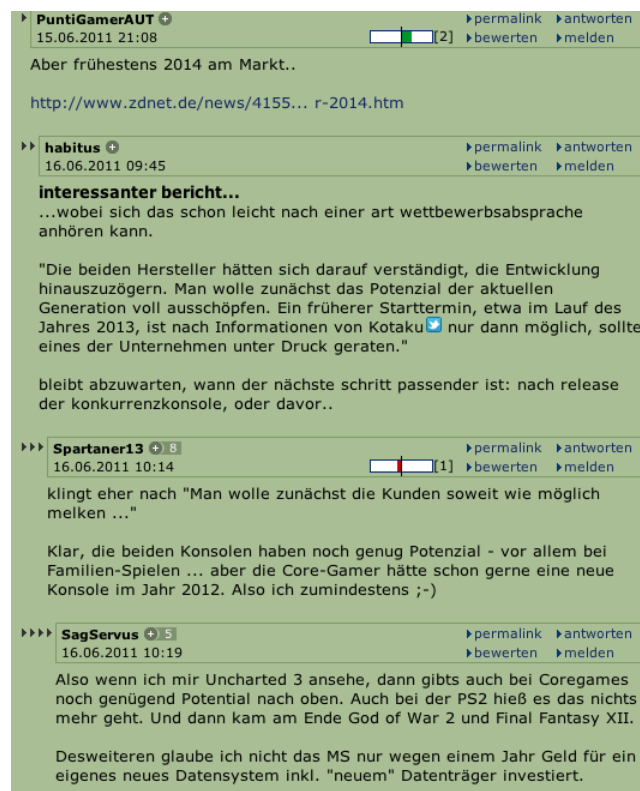 PuntiGamerAUT + permalink antworten
15.06.2011 21:08 [2] bewerten melden
Aber frühestens 2014 am Markt..
http://www.zdnet.de/news/4155... r-2014.htm
habitus + permalink antworten
16.06.2011 09:45 bewerten melden
interessanter bericht...
...wobei sich das schon leicht nach einer art wettbewerbsabsprache
anhören kann.
"Die beiden Hersteller hätten sich darauf verständigt, die Entwicklung
hinauszuzögern. Man wolle zunächst das Potenzial der aktuellen
Generation voll ausschöpfen. Ein früherer Starttermin, etwa im Lauf des
Jahres 2013, ist nach Informationen von Kotaku nur dann möglich, sollte
eines der Unternehmen unter Druck geraten."
bleibt abzuwarten, wann der nächste schritt passender ist: nach release
der konkurrenzkonsole, oder davor..
Spartaner13 + 8 permalink antworten
16.06.2011 10:14 [1] bewerten melden
klingt eher nach "Man wolle zunächst die Kunden soweit wie möglich
melken ..."
Klar, die beiden Konsolen haben noch genug Potenzial - vor allem bei
Familien-Spielen ... aber die Core-Gamer hätte schon gerne eine neue
Konsole im Jahr 2012. Also ich zumindestens ;-)
SagServus + 5 permalink antworten
16.06.2011 10:19 bewerten melden
Also wenn ich mir Uncharted 3 ansehe, dann gibts auch bei Coregames
noch genügend Potential nach oben. Auch bei der PS2 hieß es das nichts
mehr geht. Und dann kam am Ende God of War 2 und Final Fantasy XII.
Desweiteren glaube ich nicht das MS nur wegen einem Jahr Geld für ein
eigenes neues Datensystem inkl. "neuem" Datenträger investiert.